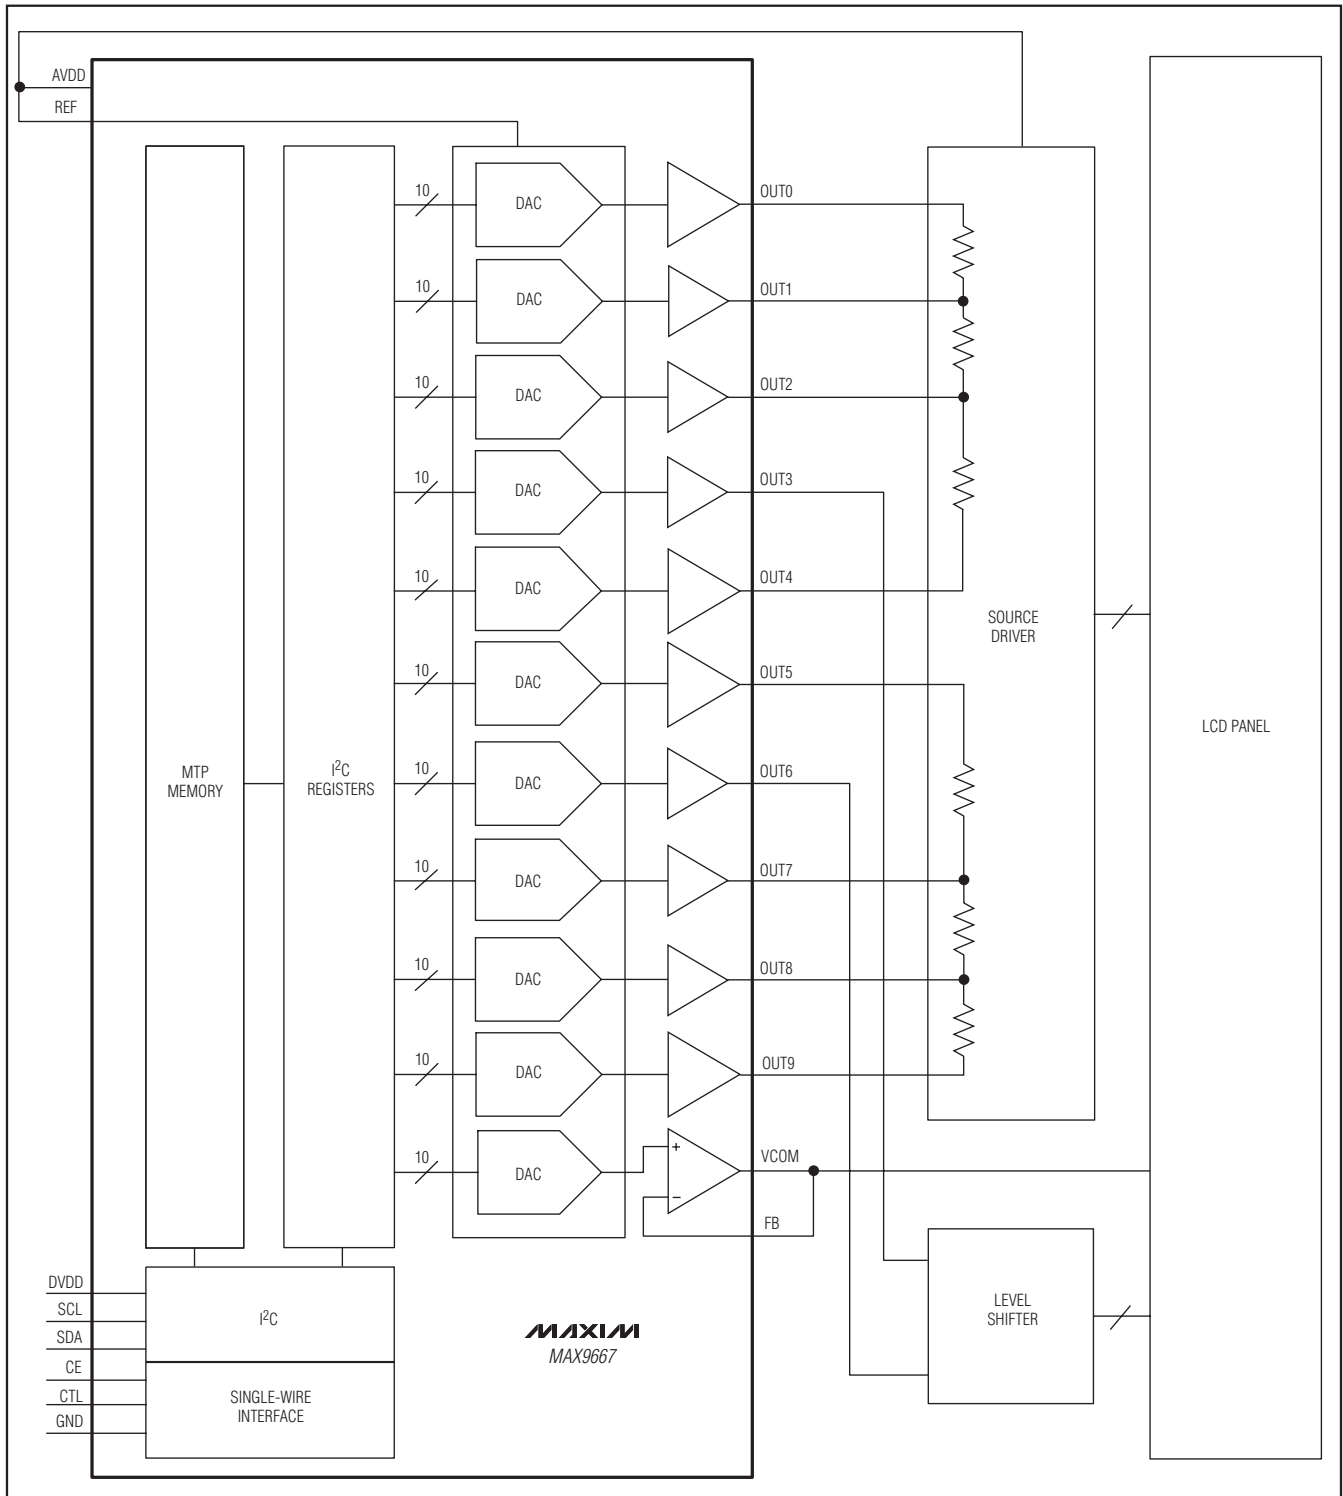 AVDD
REF
10
DAC
OUT0
10
DAC
OUT1
10
DAC
OUT2
10
DAC
OUT3
10
DAC
OUT4
SOURCE
DRIVER
10
DAC
OUT5
LCD PANEL
MTP
MEMORY
I²C
REGISTERS
10
DAC
OUT6
10
DAC
OUT7
10
DAC
OUT8
10
DAC
OUT9
10
DAC
+
−
VCOM
FB
DVDD
SCL
SDA
CE
CTL
GND
I²C
SINGLE-WIRE
INTERFACE
MAXIM
MAX9667
LEVEL
SHIFTER